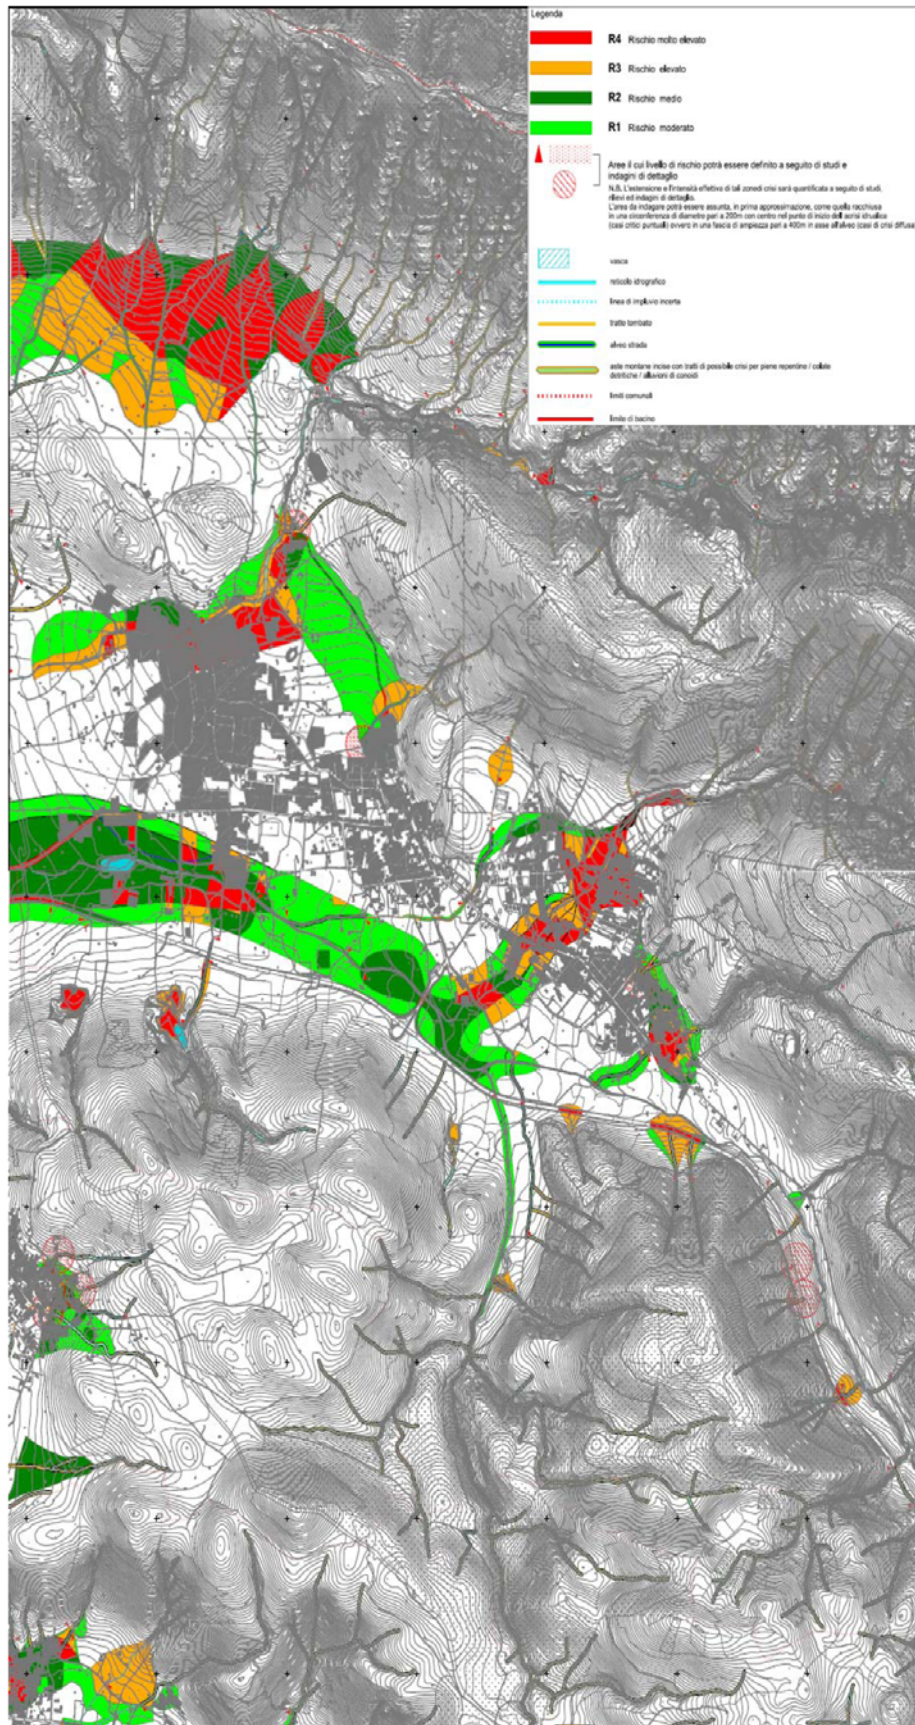 Legenda
R4 Rischio molto elevato
R3 Rischio elevato
R2 Rischio medio
R1 Rischio moderato
Aree il cui livello di rischio potrà essere definito a seguito di studi e
indagini di dettaglio
N.B. L'estensione e l'intensità effettiva di tali zonedi crisi sarà quantificata a seguito di studi,
rilievi ed indagini di dettaglio.
L'area da indagare potrà essere assunta, in prima approssimazione, come quella racchiusa
in una circonferenza di diametro pari a 200m con centro nel punto di inizio dell
(casi critici puntuali) ovvero in una fascia di ampiezza pari a 400m in asse all'alveo (casi di crisi diffusa)
vasca
reticolo idrografico
linea di impluvio incerta
tratto tombato
alveo strada
aste montane incise con tratti di possibile crisi per piene repentine / colate
detritiche / alluvioni di conoidi
limiti comunali
limite di bacino